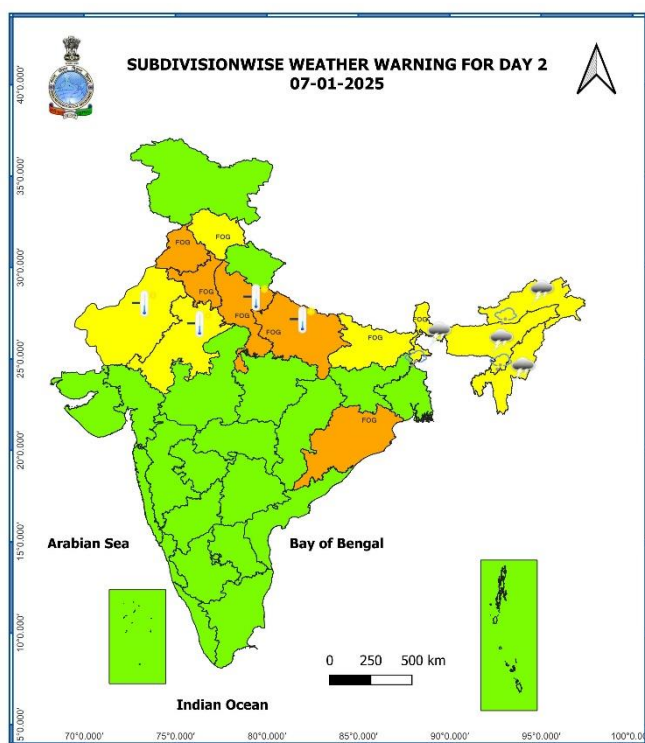 SUBDIVISIONWISE WEATHER WARNING FOR DAY 2
07-01-2025
40°0.000'
35°0.000'
30°0.000'
25°0.000'
20°0.000'
15°0.000'
10°0.000'
5°0.000'
FOG
FOG
FOG
FOG
FOG
FOG
FOG
FOG
Arabian Sea
Bay of Bengal
0 250 500 km
Indian Ocean
70°0.000' 75°0.000' 80°0.000' 85°0.000' 90°0.000' 95°0.000' 100°0.0